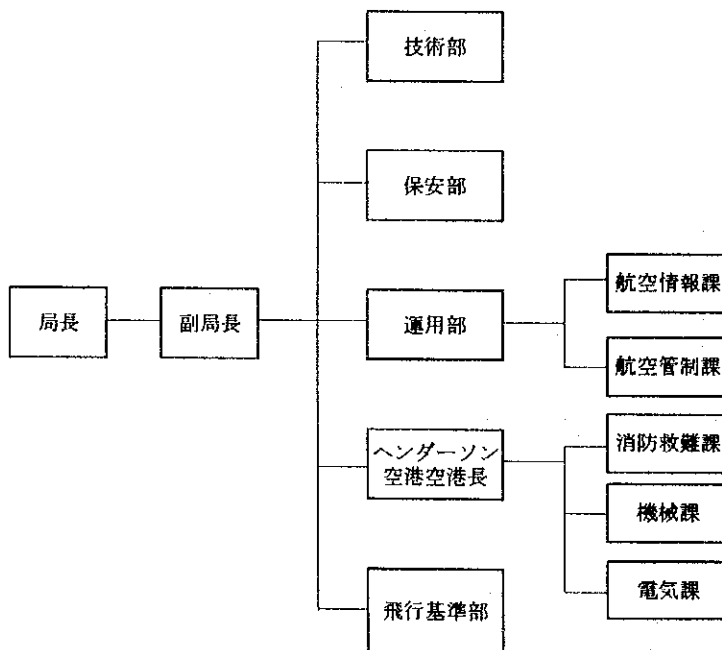 局長
副局長
技術部
保安部
運用部
航空情報課
航空管制課
ヘンダーソン
空港空港長
消防救難課
機械課
電気課
飛行基準部